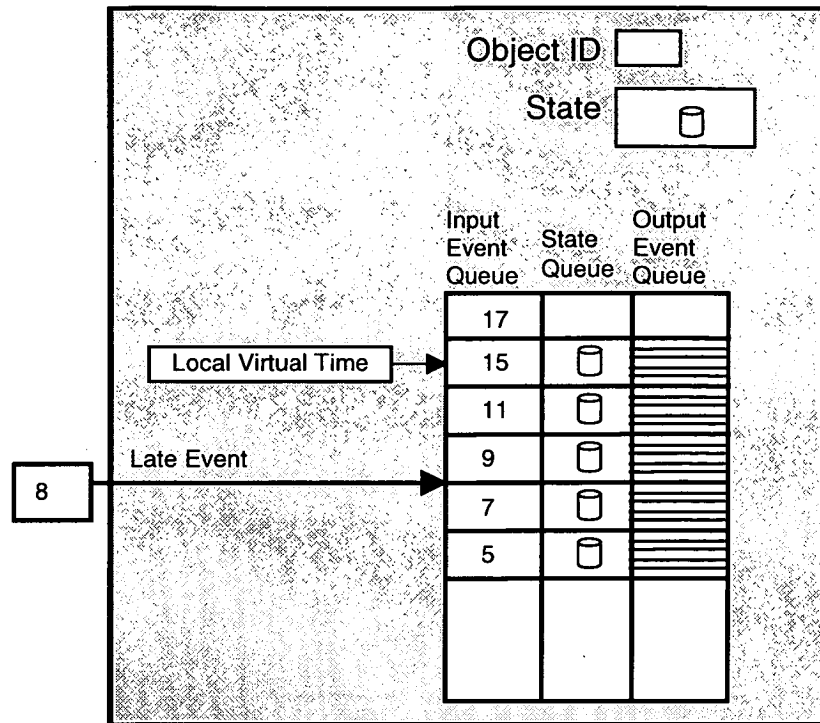 Object ID
State
Input Event Queue
State Queue
Output Event Queue
17
Local Virtual Time
15
11
Late Event
9
8
7
5